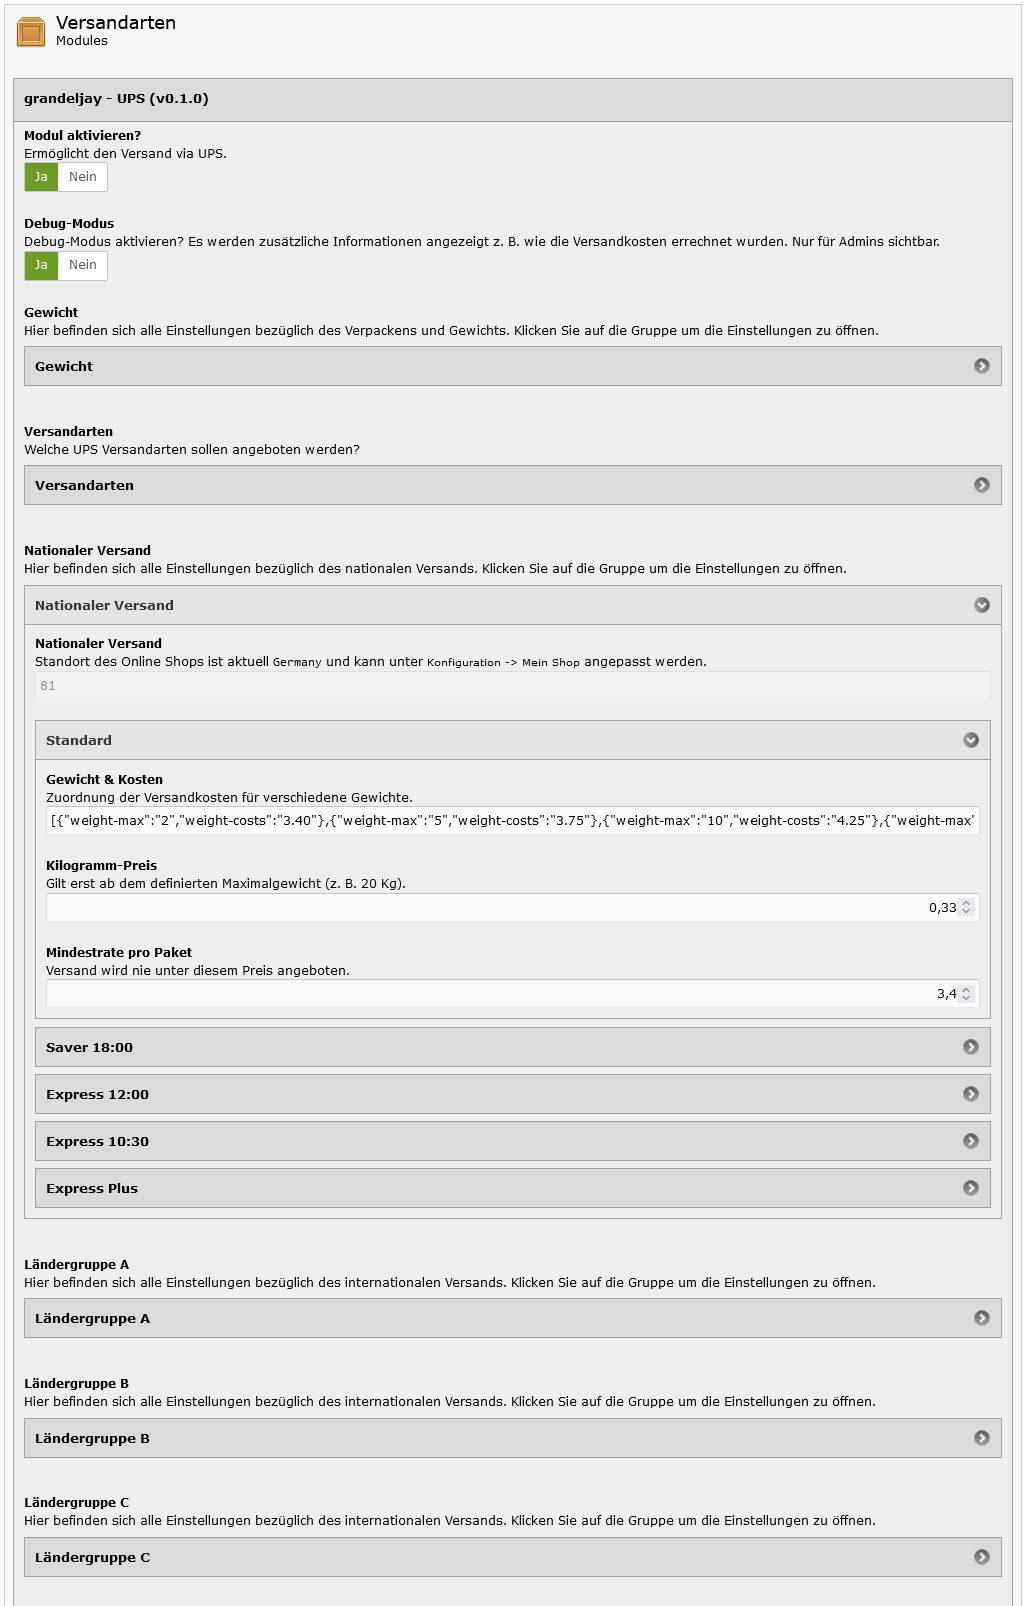 Versandarten
Modules
grandeljay - UPS (v0.1.0)
Modul aktivieren?
Ermöglicht den Versand via UPS.
Ja Nein
Debug-Modus
Debug-Modus aktivieren? Es werden zusätzliche Informationen angezeigt z. B. wie die Versandkosten errechnet wurden. Nur für Admins sichtbar.
Ja Nein
Gewicht
Hier befinden sich alle Einstellungen bezüglich des Verpackens und Gewichts. Klicken Sie auf die Gruppe um die Einstellungen zu öffnen.
Gewicht
Versandarten
Welche UPS Versandarten sollen angeboten werden?
Versandarten
Nationaler Versand
Hier befinden sich alle Einstellungen bezüglich des nationalen Versands. Klicken Sie auf die Gruppe um die Einstellungen zu öffnen.
Nationaler Versand
Nationaler Versand
Standort des Online Shops ist aktuell Germany und kann unter Konfiguration -> Mein Shop angepasst werden.
81
Standard
Gewicht & Kosten
Zuordnung der Versandkosten für verschiedene Gewichte.
[{"weight-max":"2","weight-costs":"3.40"},{"weight-max":"5","weight-costs":"3.75"},{"weight-max":"10","weight-costs":"4.25"},{"weight-max"
Kilogramm-Preis
Gilt erst ab dem definierten Maximalgewicht (z. B. 20 Kg).
0,33
Mindestrate pro Paket
Versand wird nie unter diesem Preis angeboten.
3,4
Saver 18:00
Express 12:00
Express 10:30
Express Plus
Ländergruppe A
Hier befinden sich alle Einstellungen bezüglich des internationalen Versands. Klicken Sie auf die Gruppe um die Einstellungen zu öffnen.
Ländergruppe A
Ländergruppe B
Hier befinden sich alle Einstellungen bezüglich des internationalen Versands. Klicken Sie auf die Gruppe um die Einstellungen zu öffnen.
Ländergruppe B
Ländergruppe C
Hier befinden sich alle Einstellungen bezüglich des internationalen Versands. Klicken Sie auf die Gruppe um die Einstellungen zu öffnen.
Ländergruppe C